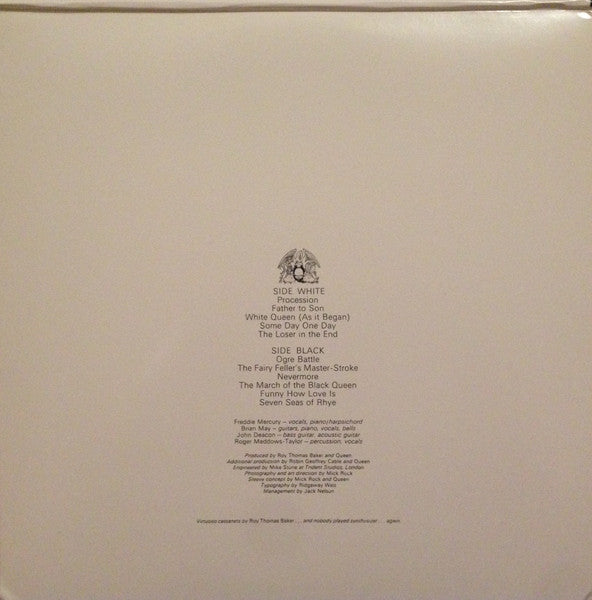 SIDE WHITE
Procession
Father to Son
White Queen (As it Began)
Some Day One Day
The Loser in the End
SIDE BLACK
Ogre Battle
The Fairy Feller's Master-Stroke
Nevermore
The March of the Black Queen
Funny How Love Is
Seven Seas of Rhye
Freddie Mercury – vocals, piano/harpsichord
Brian May – guitars, piano, vocals, bells
John Deacon – bass guitar, acoustic guitar
Roger Meddows-Taylor – percussion, vocals
Produced by Roy Thomas Baker and Queen
Additional production by Robin Geoffrey Cable and Queen
Engineered by Mike Stone at Trident Studios, London
Photography and art direction by Mick Rock
Sleeve concept by Mick Rock and Queen
Typography by Ridgeway Watt
Management by Jack Nelson
Virtuoso castanets by Roy Thomas Baker . . . and nobody played synthesizer . . . again.